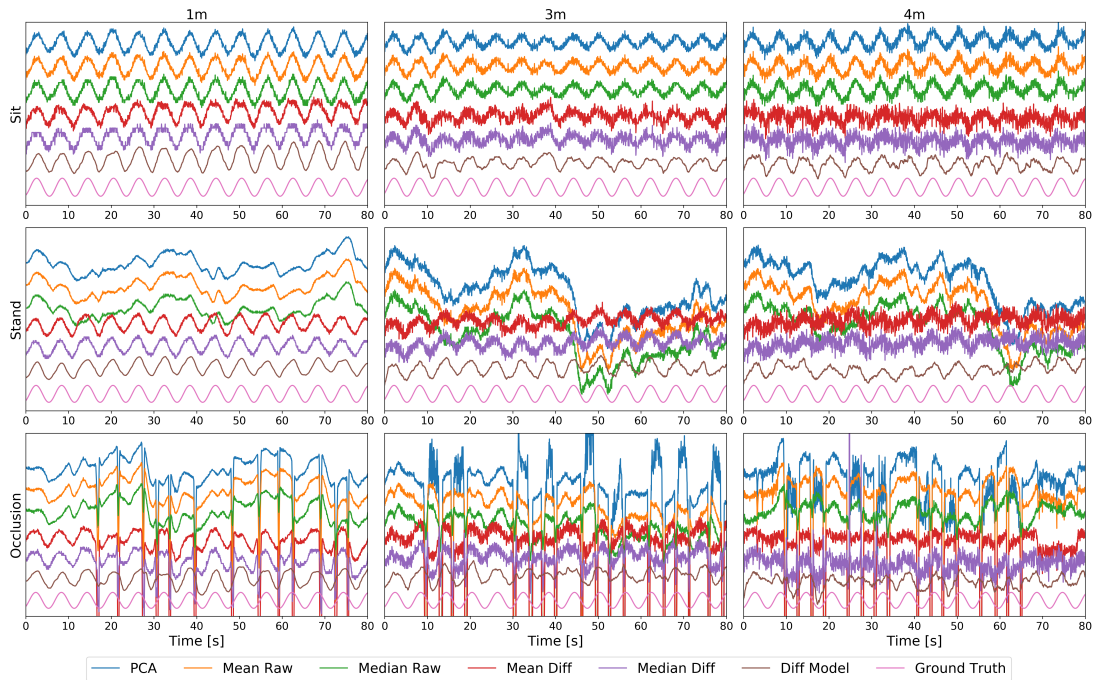 1m 3m 4m
Sit
0 10 20 30 40 50 60 70 80 0 10 20 30 40 50 60 70 80 0 10 20 30 40 50 60 70 80
Stand
0 10 20 30 40 50 60 70 80 0 10 20 30 40 50 60 70 80 0 10 20 30 40 50 60 70 80
Occlusion
0 10 20 30 40 50 60 70 80 0 10 20 30 40 50 60 70 80 0 10 20 30 40 50 60 70 80
Time [s] Time [s] Time [s]
PCA Mean Raw Median Raw Mean Diff Median Diff Diff Model Ground Truth